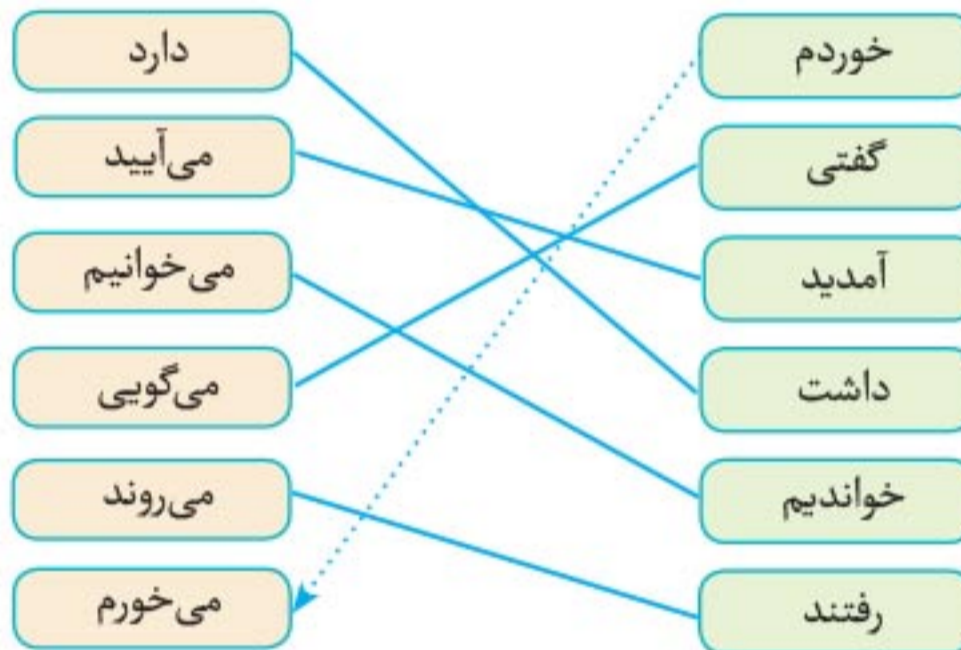 خوردم
گفتی
آمدید
داشت
خواندیم
رفتند
دارد
می‌آیید
می‌خوانیم
می‌گویی
می‌روند
می‌خورم